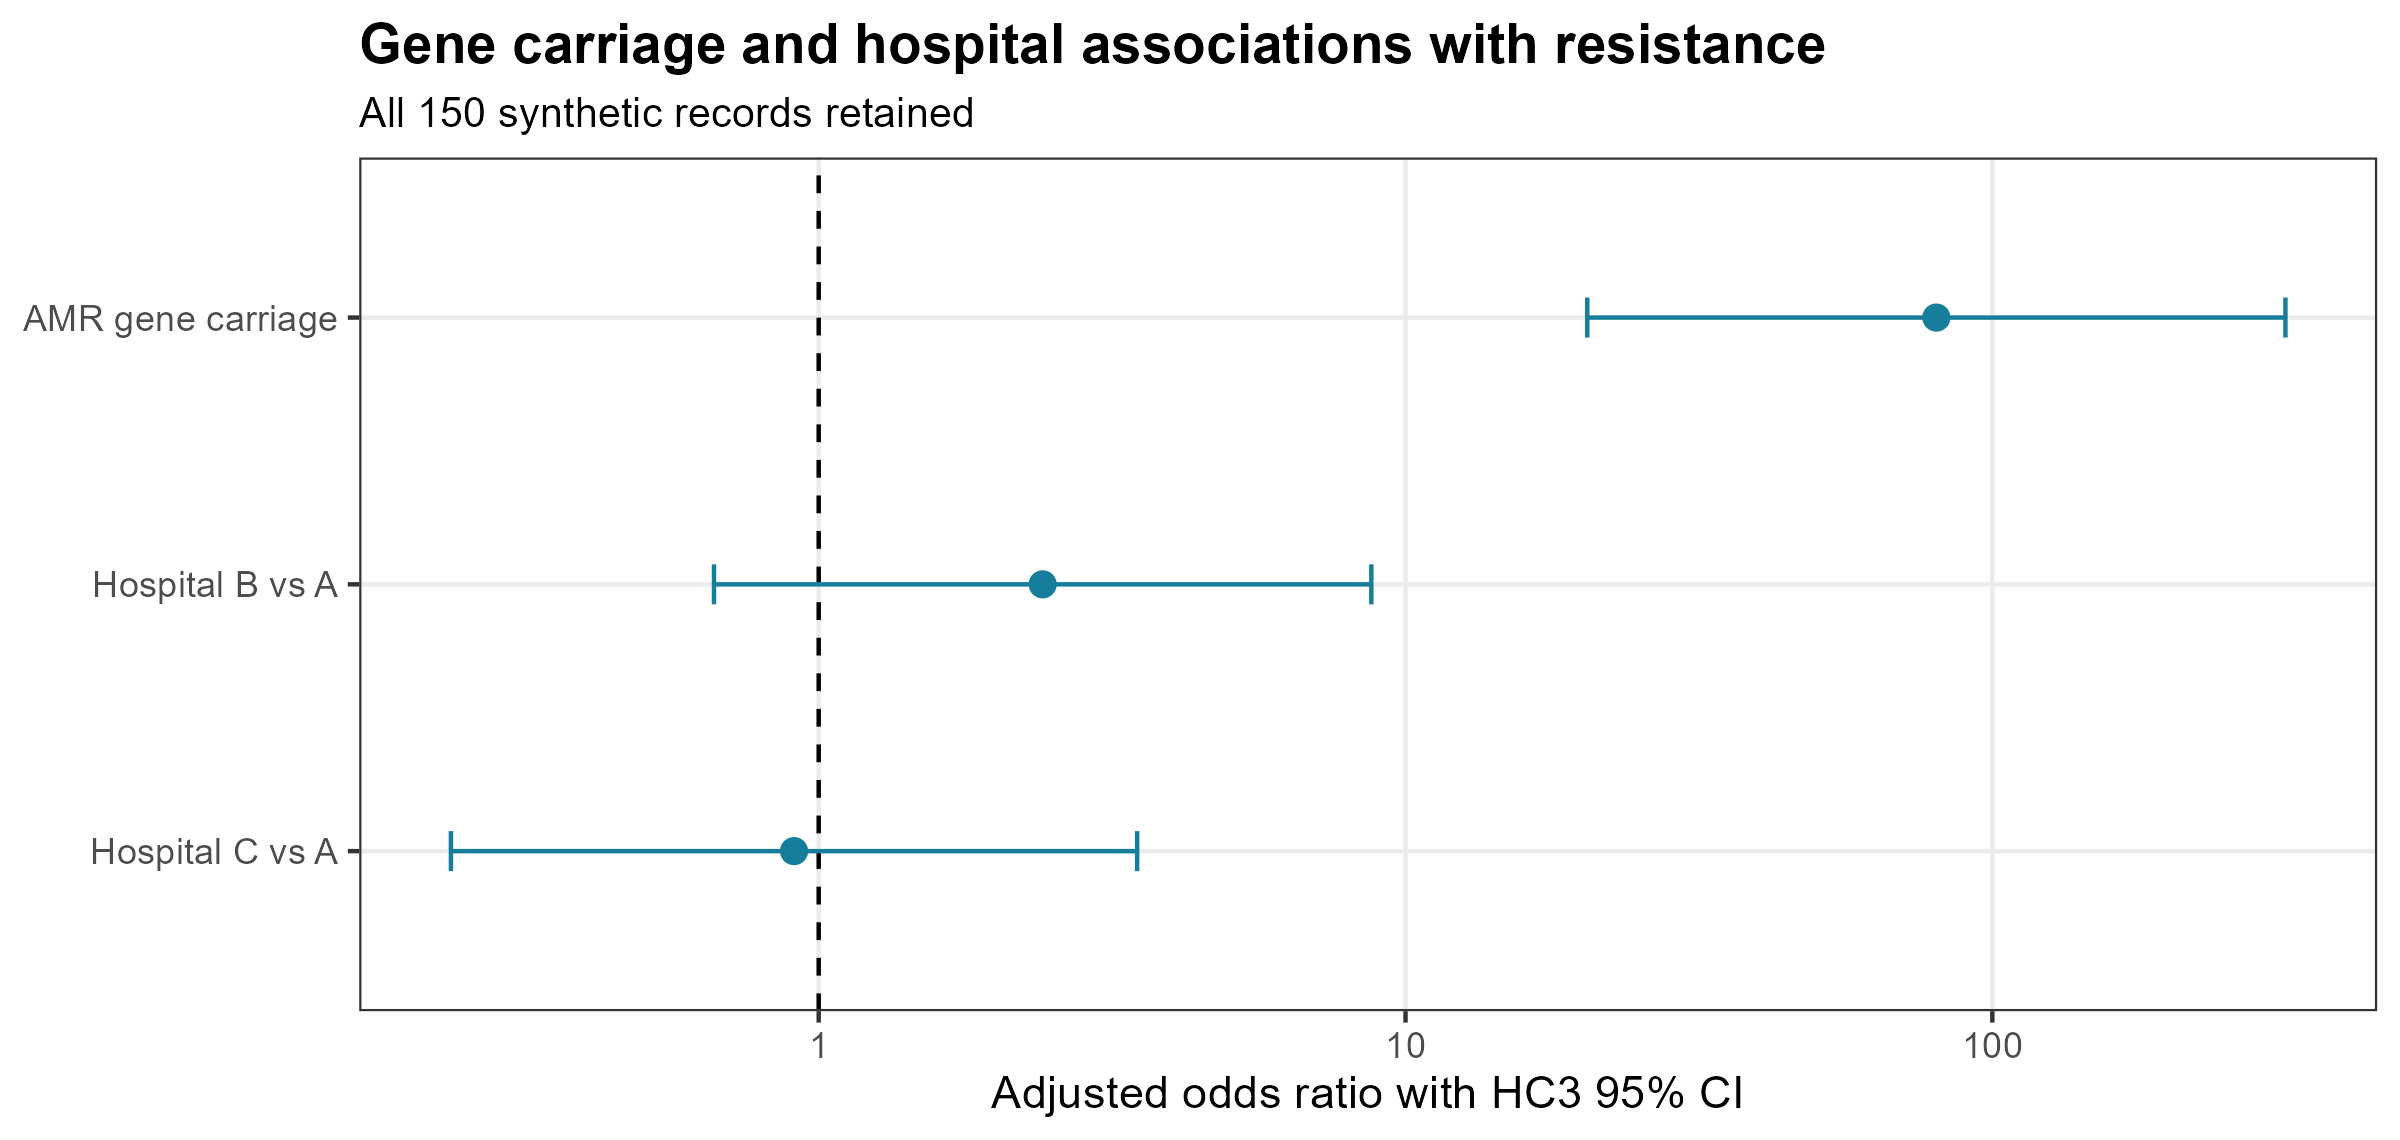 Gene carriage and hospital associations with resistance
All 150 synthetic records retained
AMR gene carriage
Hospital B vs A
Hospital C vs A
1
10
100
Adjusted odds ratio with HC3 95% CI